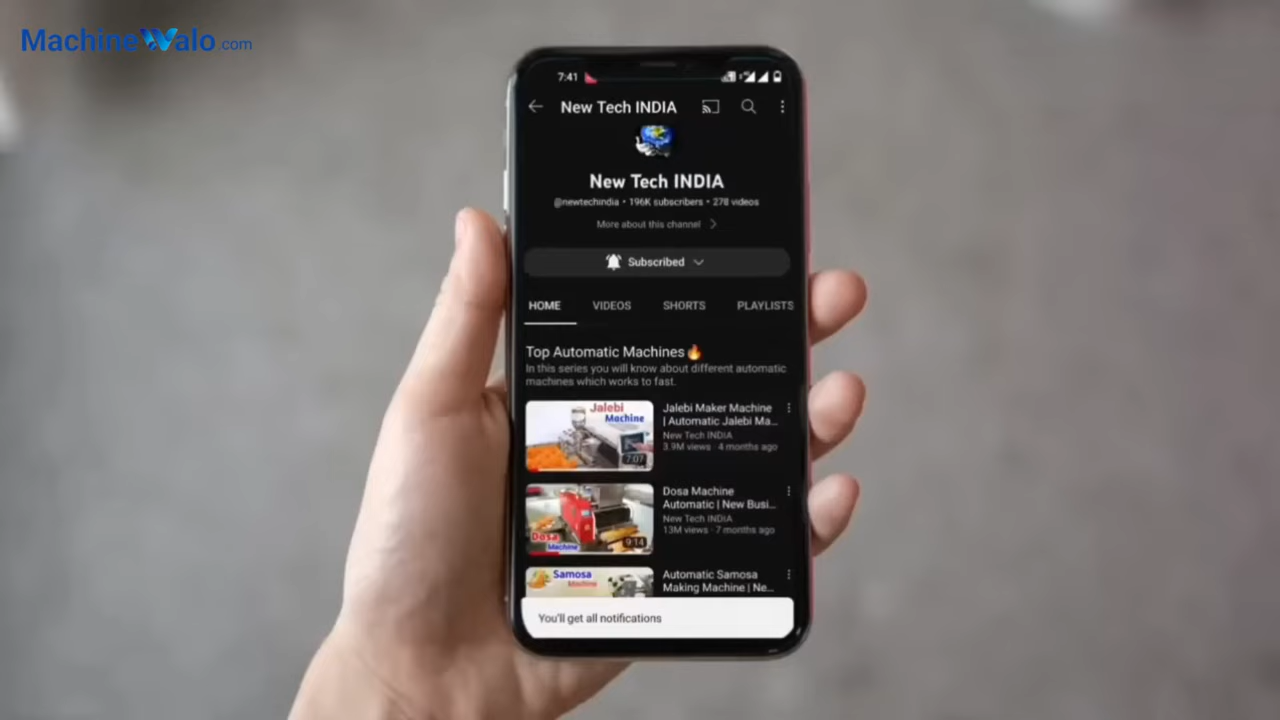 MachineWalo.com
7:41
New Tech INDIA
New Tech INDIA
@newtechindia • 196K subscribers • 278 videos
More about this channel
Subscribed
HOME VIDEOS SHORTS PLAYLISTS
Top Automatic Machines🔥
In this series you will know about different automatic
machines which works to fast.
Jalebi
Machine
7:07
Jalebi Maker Machine
| Automatic Jalebi Ma...
New Tech INDIA
3.9M views · 4 months ago
Dosa
Machine
9:14
Dosa Machine
Automatic | New Busi...
New Tech INDIA
13M views · 7 months ago
Samosa
Machine
Automatic Samosa
Making Machine | Ne...
You'll get all notifications